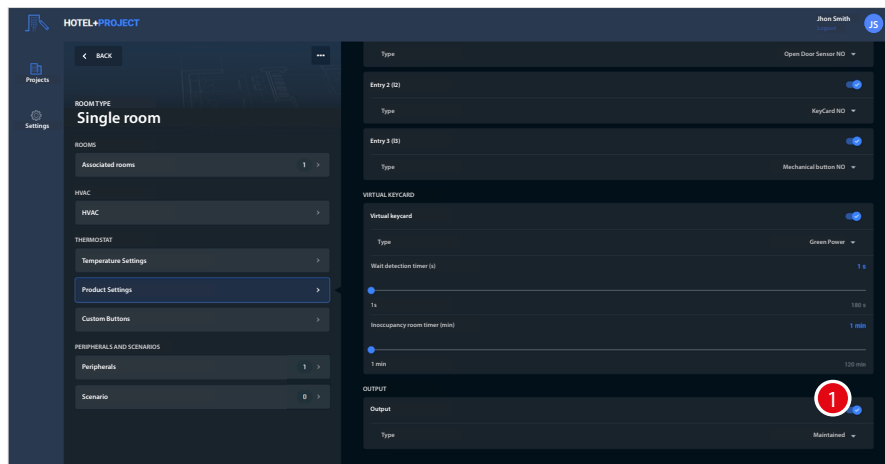 HOTEL+PROJECT
Jhon Smith
Logout
JS
Projects
Settings
BACK
ROOM TYPE
Single room
ROOMS
Associated rooms 1
HVAC
HVAC
THERMOSTAT
Temperature Settings
Product Settings
Custom Buttons
PERIPHERALS AND SCENARIOS
Peripherals 1
Scenario 0
Type Open Door Sensor NO
Entry 2 (I2)
Type KeyCard NO
Entry 3 (I3)
Type Mechanical button NO
VIRTUAL KEYCARD
Virtual keycard
Type Green Power
Wait detection timer (s) 1 s
1s 180 s
Inoccupancy room timer (min) 1 min
1 min 120 min
OUTPUT
Output
1
Type Maintained